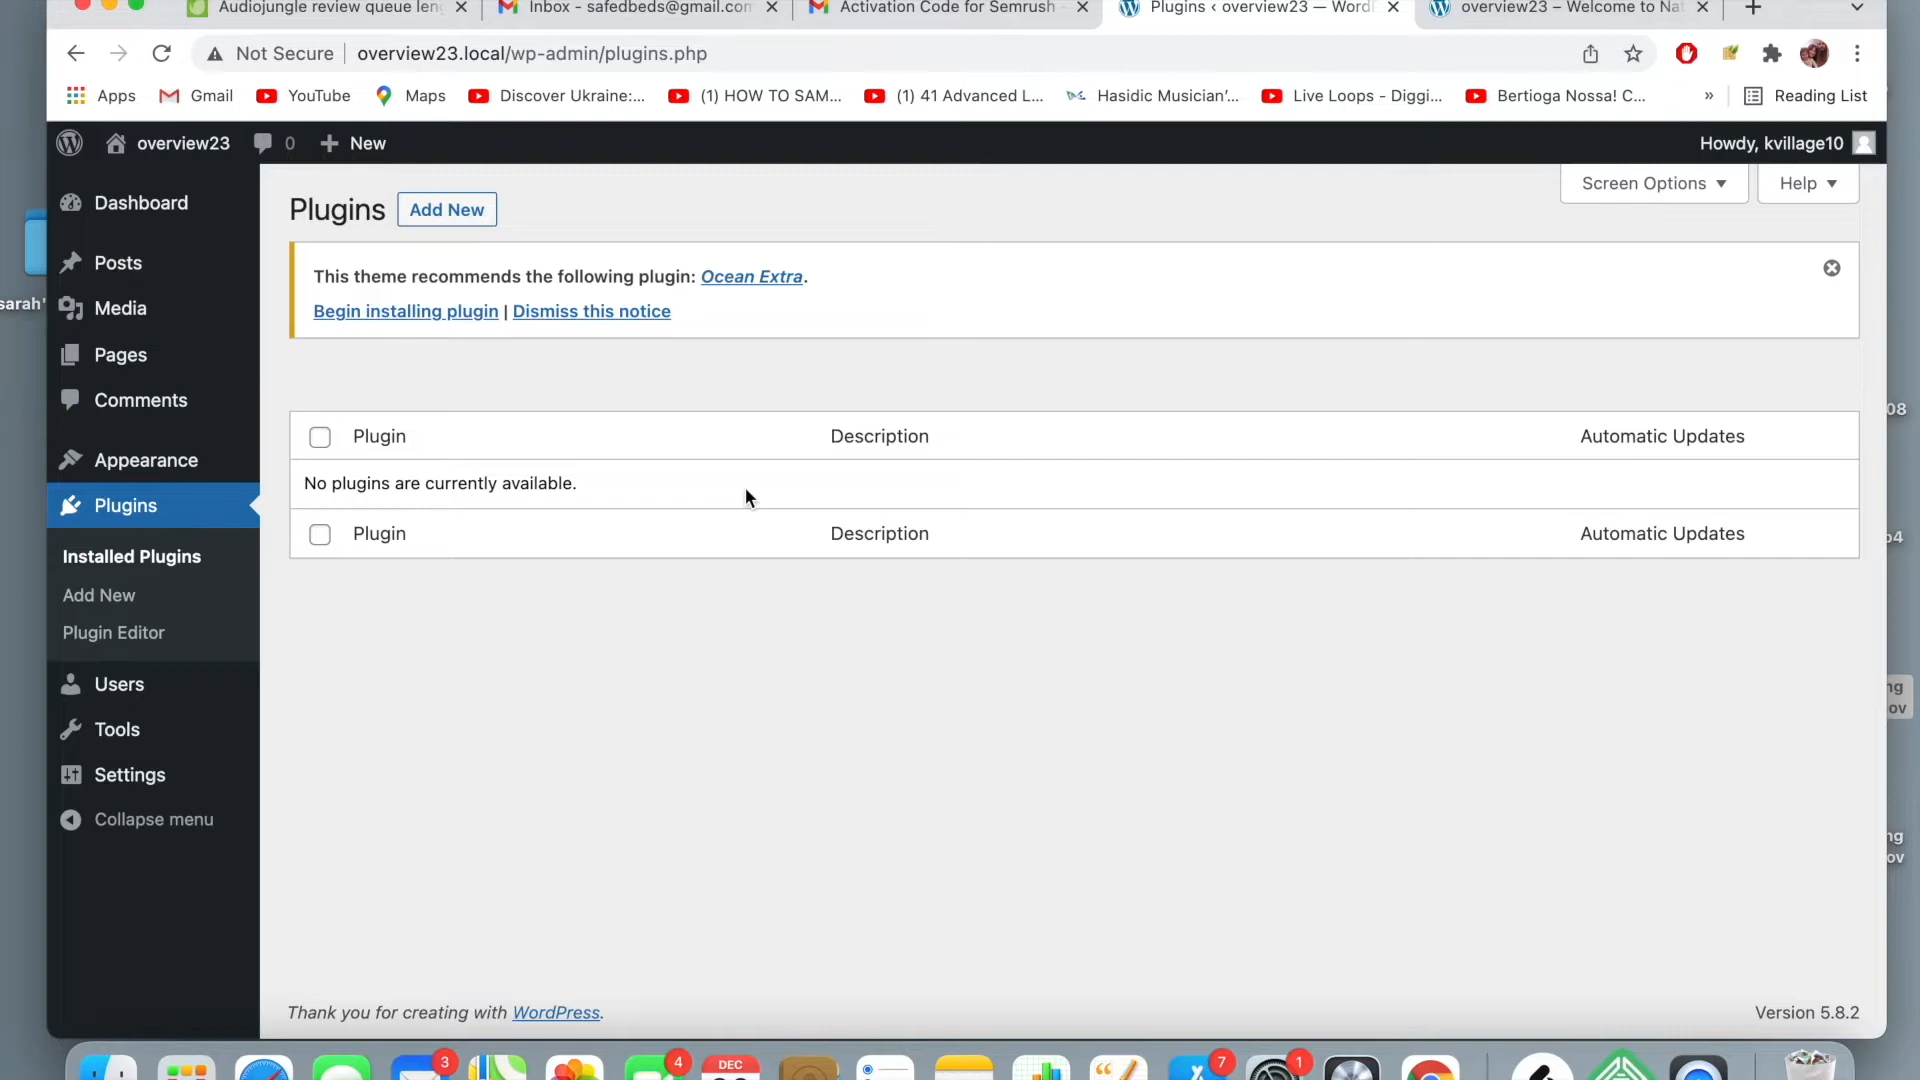 Audiojungle review queue len
Inbox - safedbeds@gmail.com
Activation Code for Semrush
Plugins ‹ overview23 — WordP
overview23 – Welcome to Nat
Not Secure
overview23.local/wp-admin/plugins.php
Apps
Gmail
YouTube
Maps
Discover Ukraine:...
(1) HOW TO SAM...
(1) 41 Advanced L...
Hasidic Musician'...
Live Loops - Diggi...
Bertioga Nossa! C...
»
Reading List
overview23
0
New
Howdy, kvillage10
Dashboard
Posts
Media
Pages
Comments
Appearance
Plugins
Installed Plugins
Add New
Plugin Editor
Users
Tools
Settings
Collapse menu
Screen Options
Help
Plugins
Add New
This theme recommends the following plugin: Ocean Extra.
Begin installing plugin | Dismiss this notice
Plugin Description Automatic Updates
No plugins are currently available.
Plugin Description Automatic Updates
Thank you for creating with WordPress.
Version 5.8.2
sarah'
08
ng
ov
ng
ov
3
4
DEC
7
1